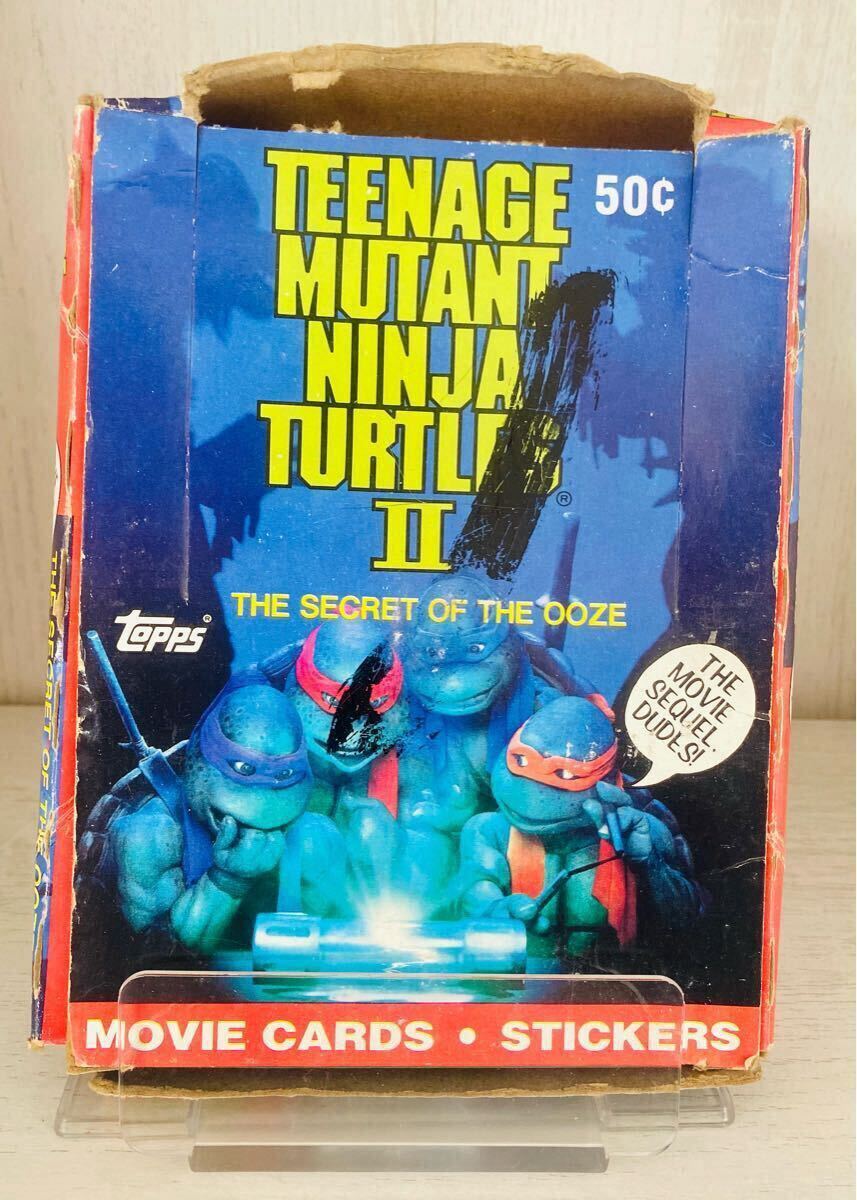 TEENAGE
50¢
MUTANT
NINJA
TURTLES
®
II
THE SECRET OF THE OOZE
topps®
THE
MOVIE
SEQUEL,
DUDES!
MOVIE CARDS • STICKERS
THE SECRET OF THE OOZ